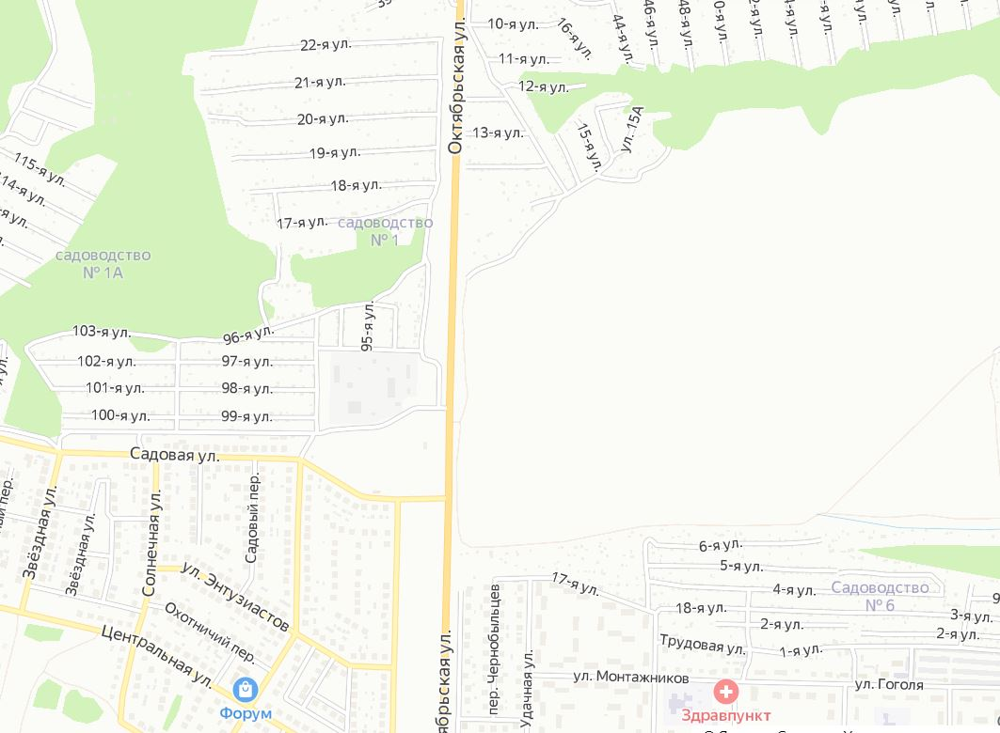 10-я ул.
16-я ул.
44-я ул.
46-я ул.
48-я ул.
22-я ул.
Октябрьская ул.
11-я ул.
21-я ул.
12-я ул.
20-я ул.
13-я ул.
15-я ул.
ул. 15А
19-я ул.
115-я ул.
114-я ул.
18-я ул.
17-я ул.
садоводство
№ 1
садоводство
№ 1А
95-я ул.
103-я ул.
96-я ул.
102-я ул.
97-я ул.
101-я ул.
98-я ул.
100-я ул.
99-я ул.
Садовая ул.
Звёздная ул.
Звёздная ул.
Солнечная ул.
Садовый пер.
ул. Энтузиастов
Охотничий пер.
Центральная ул.
Форум
6-я ул.
5-я ул.
4-я ул.
Садоводство
№ 6
17-я ул.
18-я ул.
3-я ул.
2-я ул.
2-я ул.
Трудовая ул.
1-я ул.
пер. Чернобыльцев
Удачная ул.
ул. Монтажников
ул. Гоголя
Здравпункт